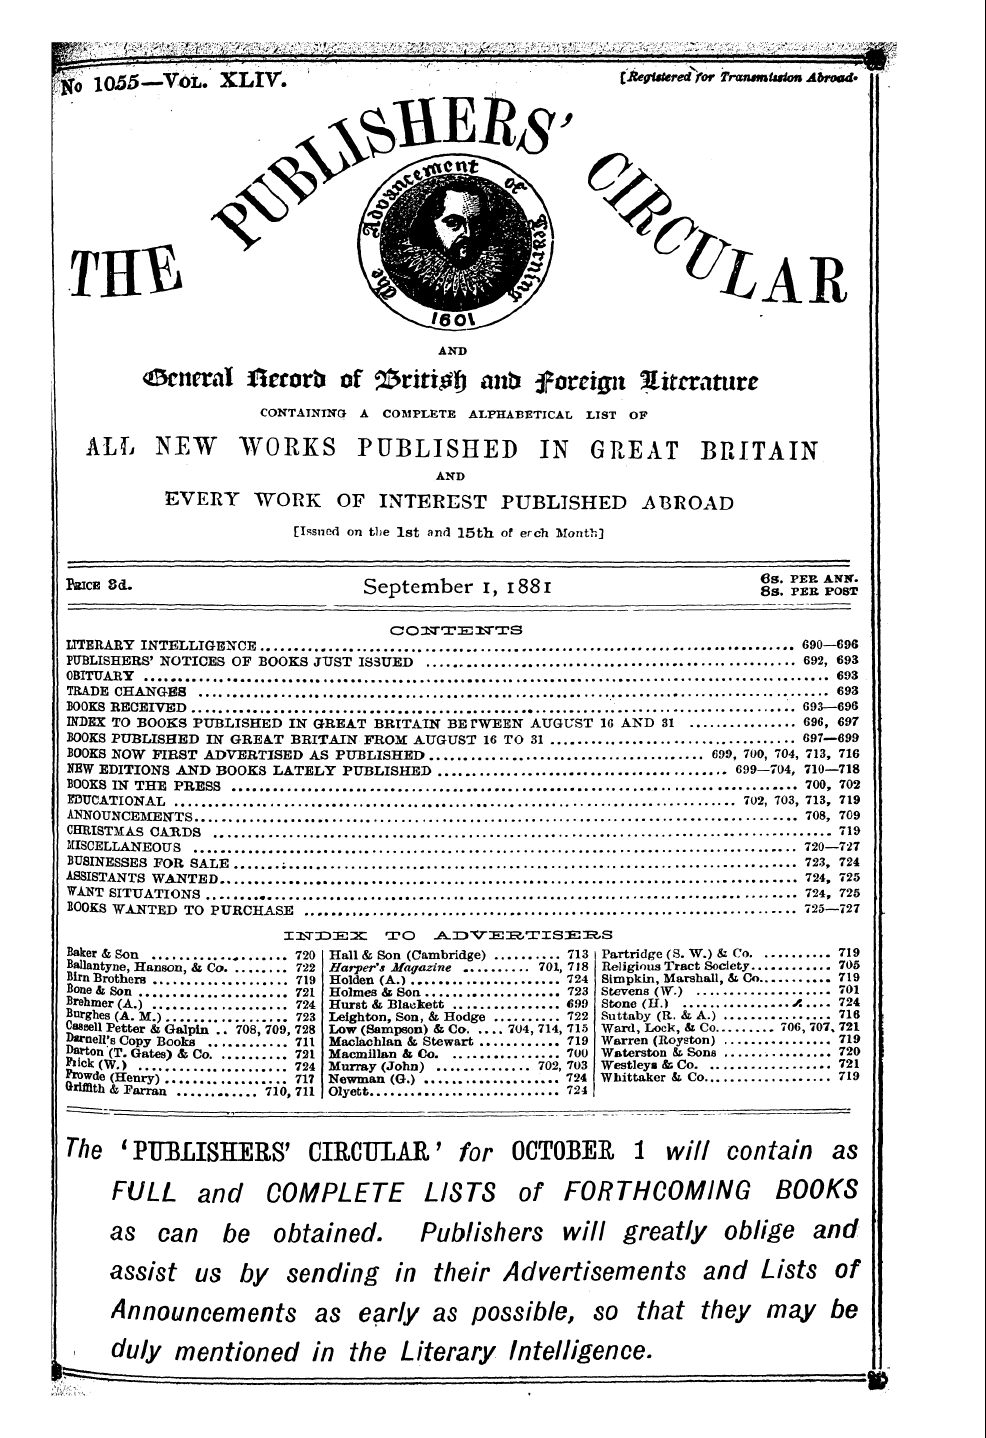 No 1055—VOL. XLIV.
[Registered for Transmission Abroad.
THE PUBLISHERS' CIRCULAR
The Advancement of Learning
1601
AND
General Record of British and Foreign Literature
CONTAINING A COMPLETE ALPHABETICAL LIST OF
ALL NEW WORKS PUBLISHED IN GREAT BRITAIN
AND
EVERY WORK OF INTEREST PUBLISHED ABROAD
[Issued on the 1st and 15th of erch Month]
PRICE 3d.
September 1, 1881
6s. PER ANN.
8s. PER POST
CONTENTS
LITERARY INTELLIGENCE ........ 690—696
PUBLISHERS' NOTICES OF BOOKS JUST ISSUED ........ 692, 693
OBITUARY ........ 693
TRADE CHANGES ........ 693
BOOKS RECEIVED ........ 693—696
INDEX TO BOOKS PUBLISHED IN GREAT BRITAIN BETWEEN AUGUST 16 AND 31 ........ 696, 697
BOOKS PUBLISHED IN GREAT BRITAIN FROM AUGUST 16 TO 31 ........ 697—699
BOOKS NOW FIRST ADVERTISED AS PUBLISHED ........ 699, 700, 704, 713, 716
NEW EDITIONS AND BOOKS LATELY PUBLISHED ........ 699—704, 710—718
BOOKS IN THE PRESS ........ 700, 702
EDUCATIONAL ........ 702, 703, 713, 719
ANNOUNCEMENTS ........ 708, 709
CHRISTMAS CARDS ........ 719
MISCELLANEOUS ........ 720—727
BUSINESSES FOR SALE ........ 723, 724
ASSISTANTS WANTED ........ 724, 725
WANT SITUATIONS ........ 724, 725
BOOKS WANTED TO PURCHASE ........ 725—727
INDEX TO ADVERTISERS
Baker & Son ........ 720
Ballantyne, Hanson, & Co. ........ 722
Birn Brothers ........ 719
Bone & Son ........ 721
Brehmer (A.) ........ 724
Burghes (A. M.) ........ 723
Cassell Petter & Galpin .. 708, 709, 728
Darnell's Copy Books ........ 711
Darton (T. Gates) & Co. ........ 721
Flick (W.) ........ 724
Frowde (Henry) ........ 717
Griffith & Farran ........ 710, 711
Hall & Son (Cambridge) ........ 713
Harper's Magazine ........ 701, 718
Holden (A.) ........ 724
Holmes & Son ........ 723
Hurst & Blackett ........ 699
Leighton, Son, & Hodge ........ 722
Low (Sampson) & Co. .... 704, 714, 715
Maclachlan & Stewart ........ 719
Macmillan & Co. ........ 700
Murray (John) ........ 702, 703
Newman (G.) ........ 724
Olyett ........ 724
Partridge (S. W.) & Co. ........ 719
Religious Tract Society ........ 705
Simpkin, Marshall, & Co. ........ 719
Stevens (W.) ........ 701
Stone (H.) ........ 724
Suttaby (R. & A.) ........ 716
Ward, Lock, & Co. ........ 706, 707, 721
Warren (Royston) ........ 719
Waterston & Sons ........ 720
Westleys & Co. ........ 721
Whittaker & Co. ........ 719
The 'PUBLISHERS' CIRCULAR' for OCTOBER 1 will contain as
FULL and COMPLETE LISTS of FORTHCOMING BOOKS
as can be obtained. Publishers will greatly oblige and
assist us by sending in their Advertisements and Lists of
Announcements as early as possible, so that they may be
duly mentioned in the Literary Intelligence.